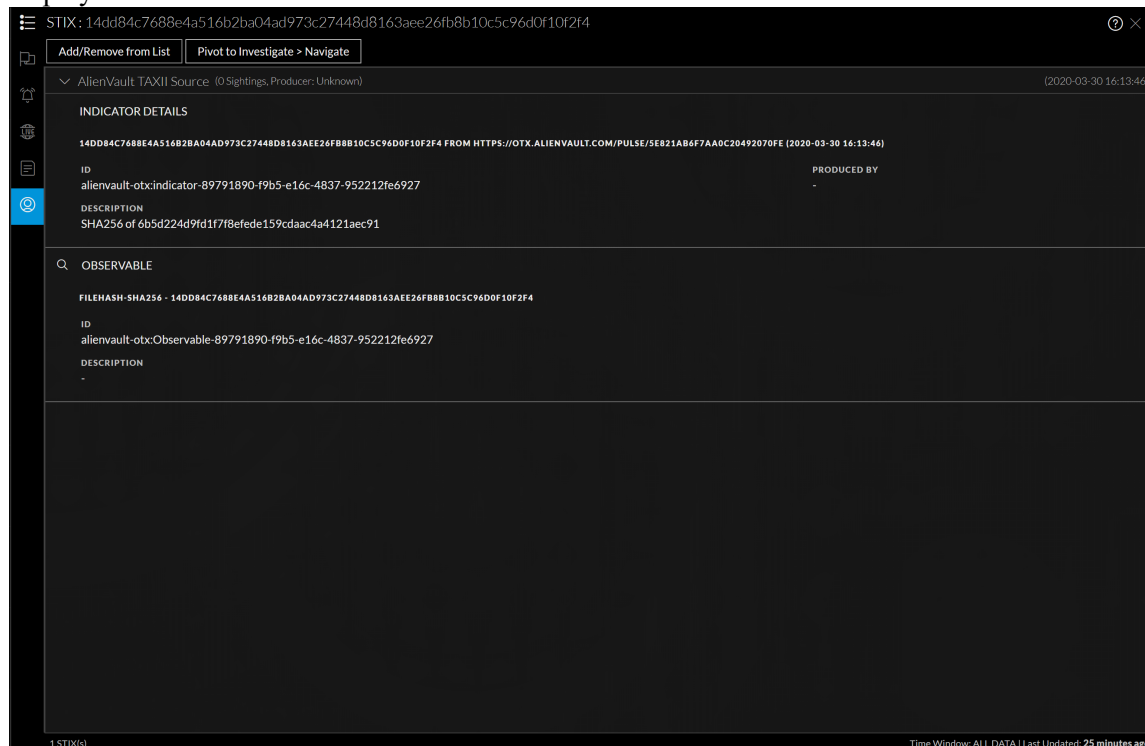 STIX : 14dd84c7688e4a516b2ba04ad973c27448d8163aee26fb8b10c5c96d0f10f2f4
Add/Remove from List
Pivot to Investigate > Navigate
AlienVault TAXII Source (0 Sightings, Producer: Unknown)
(2020-03-30 16:13:46
INDICATOR DETAILS
14DD84C7688E4A516B2BA04AD973C27448D8163AEE26FB8B10C5C96D0F10F2F4 FROM HTTPS://OTX.ALIENVAULT.COM/PULSE/5E821AB6F7AA0C20492070FE (2020-03-30 16:13:46)
ID
PRODUCED BY
alienvault-otx:indicator-89791890-f9b5-e16c-4837-952212fe6927
-
DESCRIPTION
SHA256 of 6b5d224d9fd1f7f8efede159cdaac4a4121aec91
OBSERVABLE
FILEHASH-SHA256 - 14DD84C7688E4A516B2BA04AD973C27448D8163AEE26FB8B10C5C96D0F10F2F4
ID
alienvault-otx:Observable-89791890-f9b5-e16c-4837-952212fe6927
DESCRIPTION
-
1 STIX(s)
Time Window: ALL DATA | Last Updated: 25 minutes ag